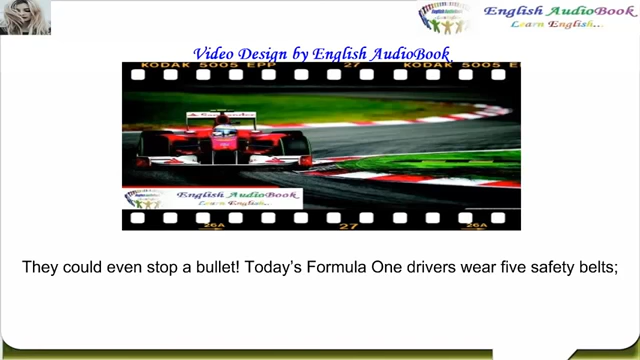 English AudioBook
Learn English...
Video Design by English AudioBook
KODAK 5005 EPP 27 KODAK 5005 EP
English AudioBook
Learn English...
26A 27 26A
They could even stop a bullet! Today’s Formula One drivers wear five safety belts;